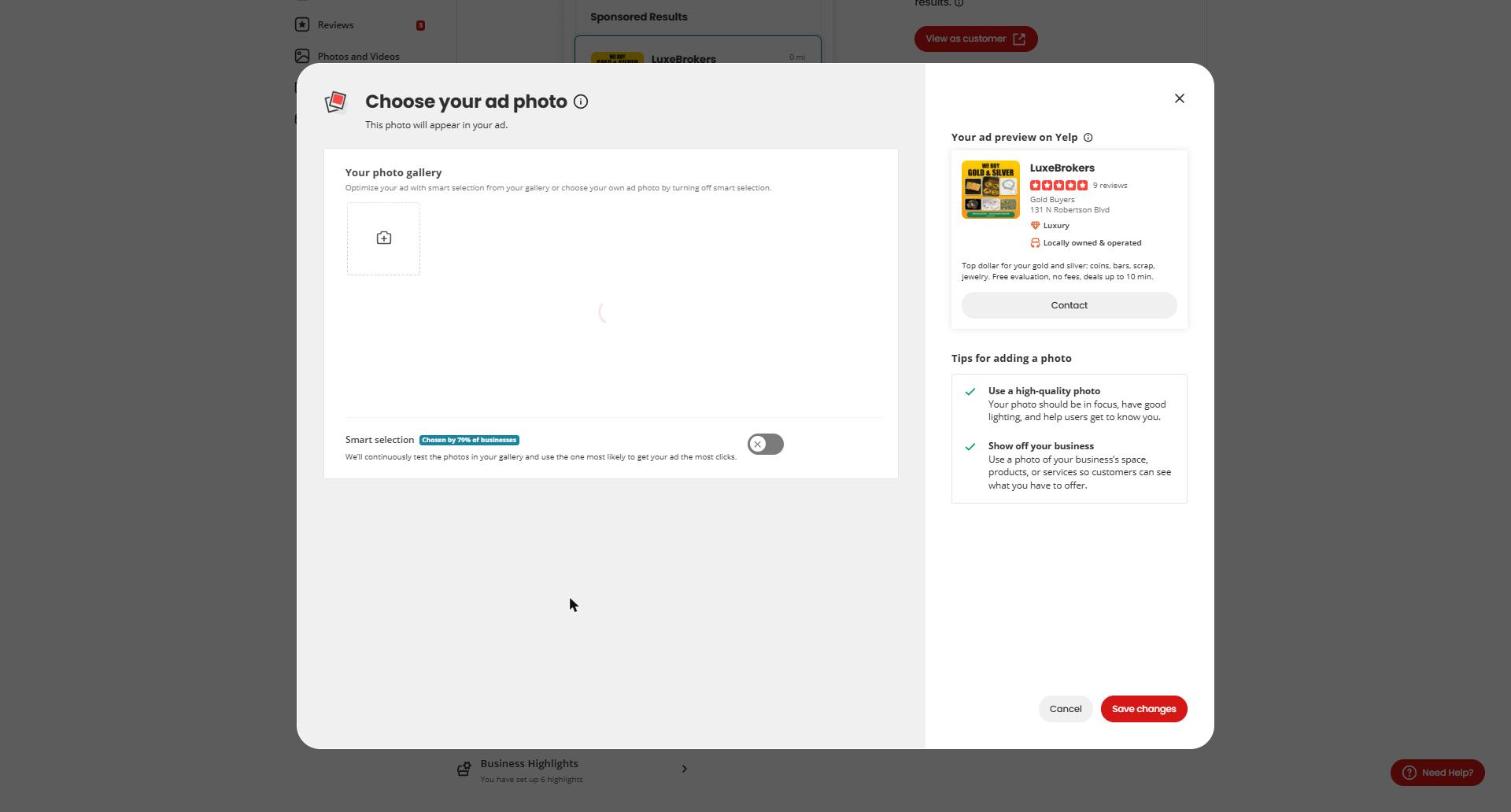 results.
Reviews
5
Sponsored Results
View as customer
Photos and Videos
LuxeBrokers
0 mi
Choose your ad photo
This photo will appear in your ad.
Your photo gallery
Optimize your ad with smart selection from your gallery or choose your own ad photo by turning off smart selection.
Smart selection Chosen by 79% of businesses
We'll continuously test the photos in your gallery and use the one most likely to get your ad the most clicks.
Your ad preview on Yelp
WE BUY
GOLD & SILVER
LuxeBrokers
9 reviews
Gold Buyers
131 N Robertson Blvd
Luxury
Locally owned & operated
Top dollar for your gold and silver: coins, bars, scrap,
jewelry. Free evaluation, no fees, deals up to 10 min.
Contact
Tips for adding a photo
Use a high-quality photo
Your photo should be in focus, have good
lighting, and help users get to know you.
Show off your business
Use a photo of your business's space,
products, or services so customers can see
what you have to offer.
Cancel
Save changes
Business Highlights
You have set up 6 highlights
Need Help?